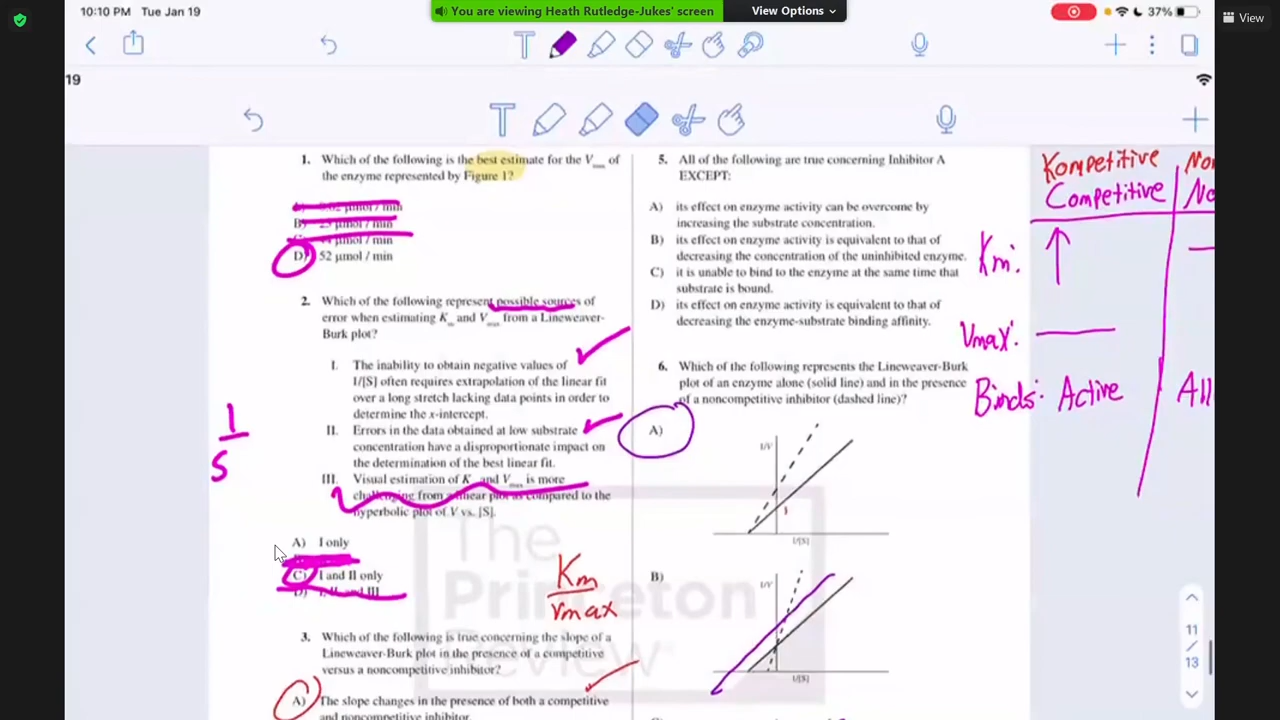 10:10 PM Tue Jan 19
You are viewing Heath Rutledge-Jukes' screen
View Options
37%
View
19
1. Which of the following is the best estimate for the Vmax of
the enzyme represented by Figure 1?
μmol / min
B) 25 μmol / min
μmol / min
D) 52 μmol / min
2. Which of the following represent possible sources of
error when estimating Km and Vmax from a Lineweaver-
Burk plot?
I. The inability to obtain negative values of
1/[S] often requires extrapolation of the linear fit
over a long stretch lacking data points in order to
determine the x-intercept.
II. Errors in the data obtained at low substrate
concentration have a disproportionate impact on
the determination of the best linear fit.
III. Visual estimation of Km and Vmax is more
challenging from a linear plot as compared to the
hyperbolic plot of V vs. [S].
1
S
A) I only
C) I and II only
D) I, II, and III
Km
Vmax
3. Which of the following is true concerning the slope of a
Lineweaver-Burk plot in the presence of a competitive
versus a noncompetitive inhibitor?
A) The slope changes in the presence of both a competitive
and noncompetitive inhibitor.
5. All of the following are true concerning Inhibitor A
EXCEPT:
A) its effect on enzyme activity can be overcome by
increasing the substrate concentration.
B) its effect on enzyme activity is equivalent to that of
decreasing the concentration of the uninhibited enzyme.
C) it is unable to bind to the enzyme at the same time that
substrate is bound.
D) its effect on enzyme activity is equivalent to that of
decreasing the enzyme-substrate binding affinity.
6. Which of the following represents the Lineweaver-Burk
plot of an enzyme alone (solid line) and in the presence
of a noncompetitive inhibitor (dashed line)?
A)
1/V
1/[S]
B)
1/V
1/[S]
The
Princeton
Review
Kompetitive
Competitive
No
No
Km:
Vmax:
Binds: Active
All
11
/
13